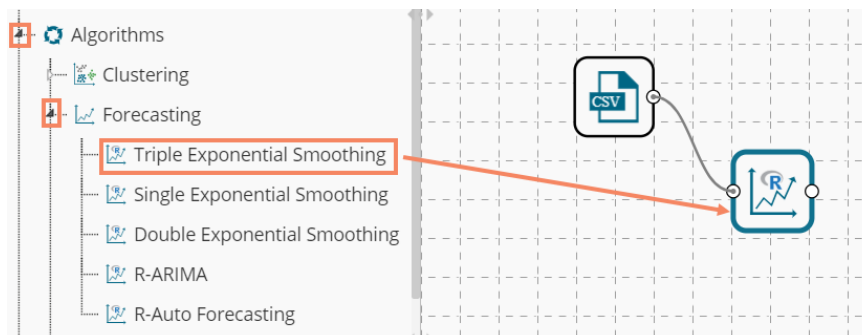 Algorithms
Clustering
Forecasting
Triple Exponential Smoothing
Single Exponential Smoothing
Double Exponential Smoothing
R-ARIMA
R-Auto Forecasting
CSV
R